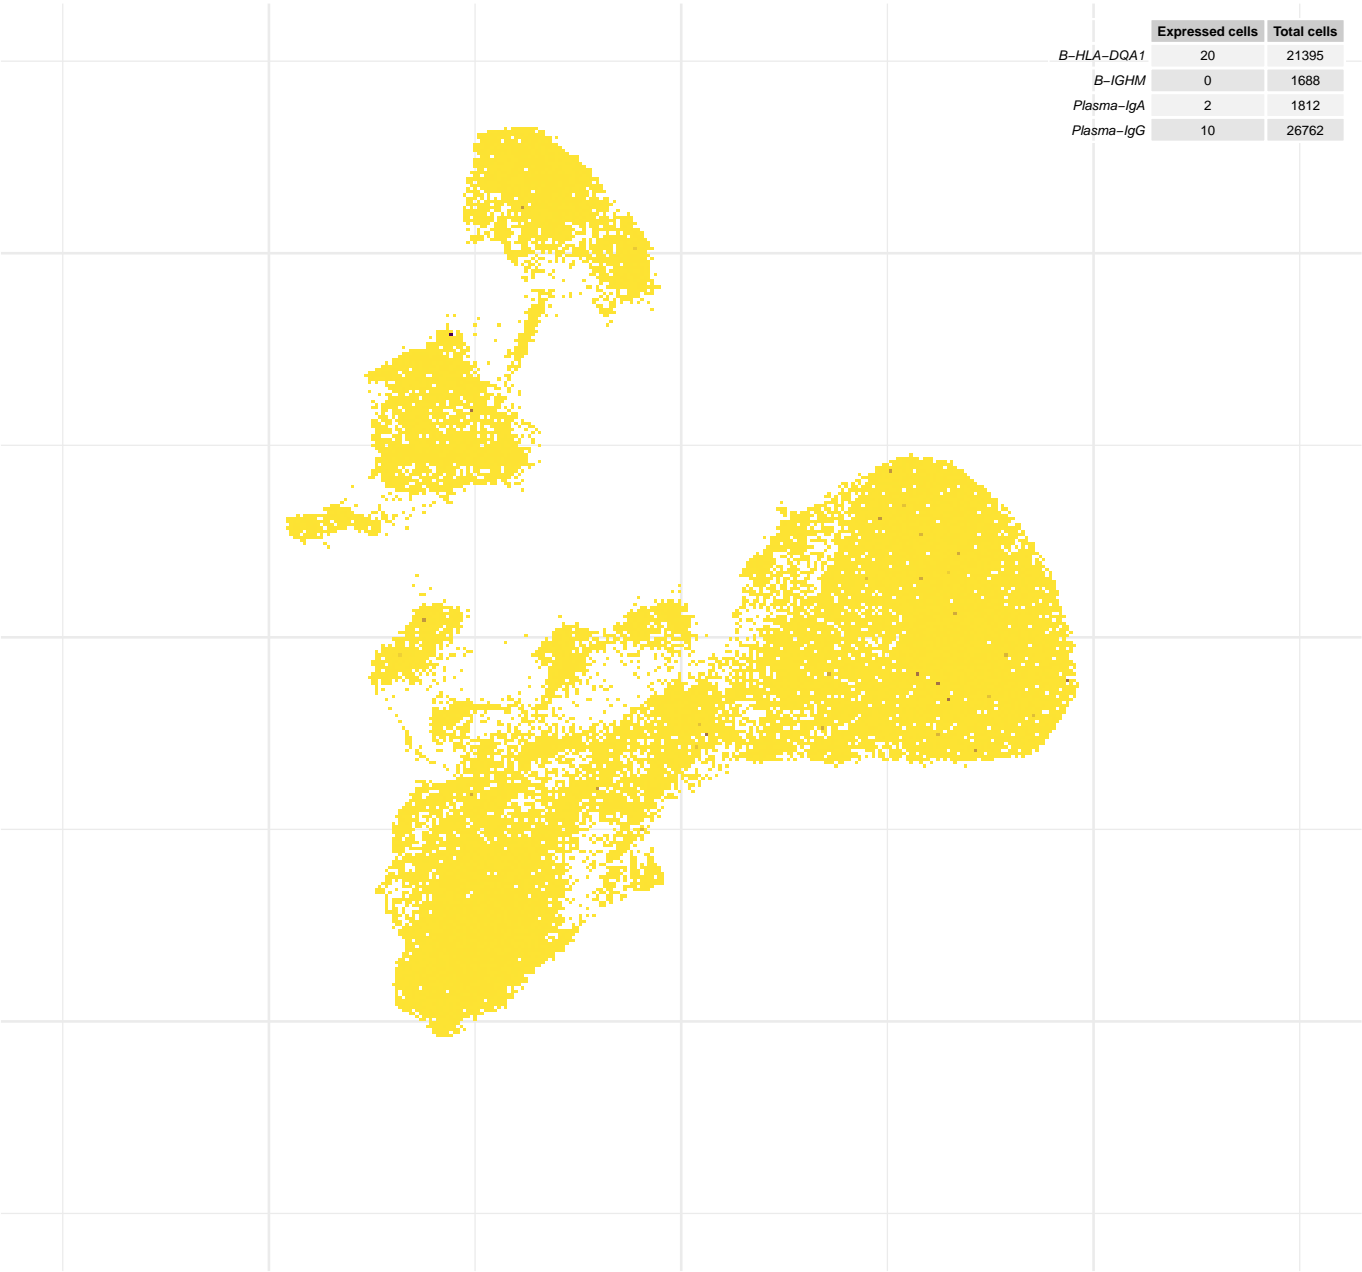 Expressed cells Total cells
B−HLA−DQA1 20 21395
B−IGHM 0 1688
Plasma−IgA 2 1812
Plasma−IgG 10 26762